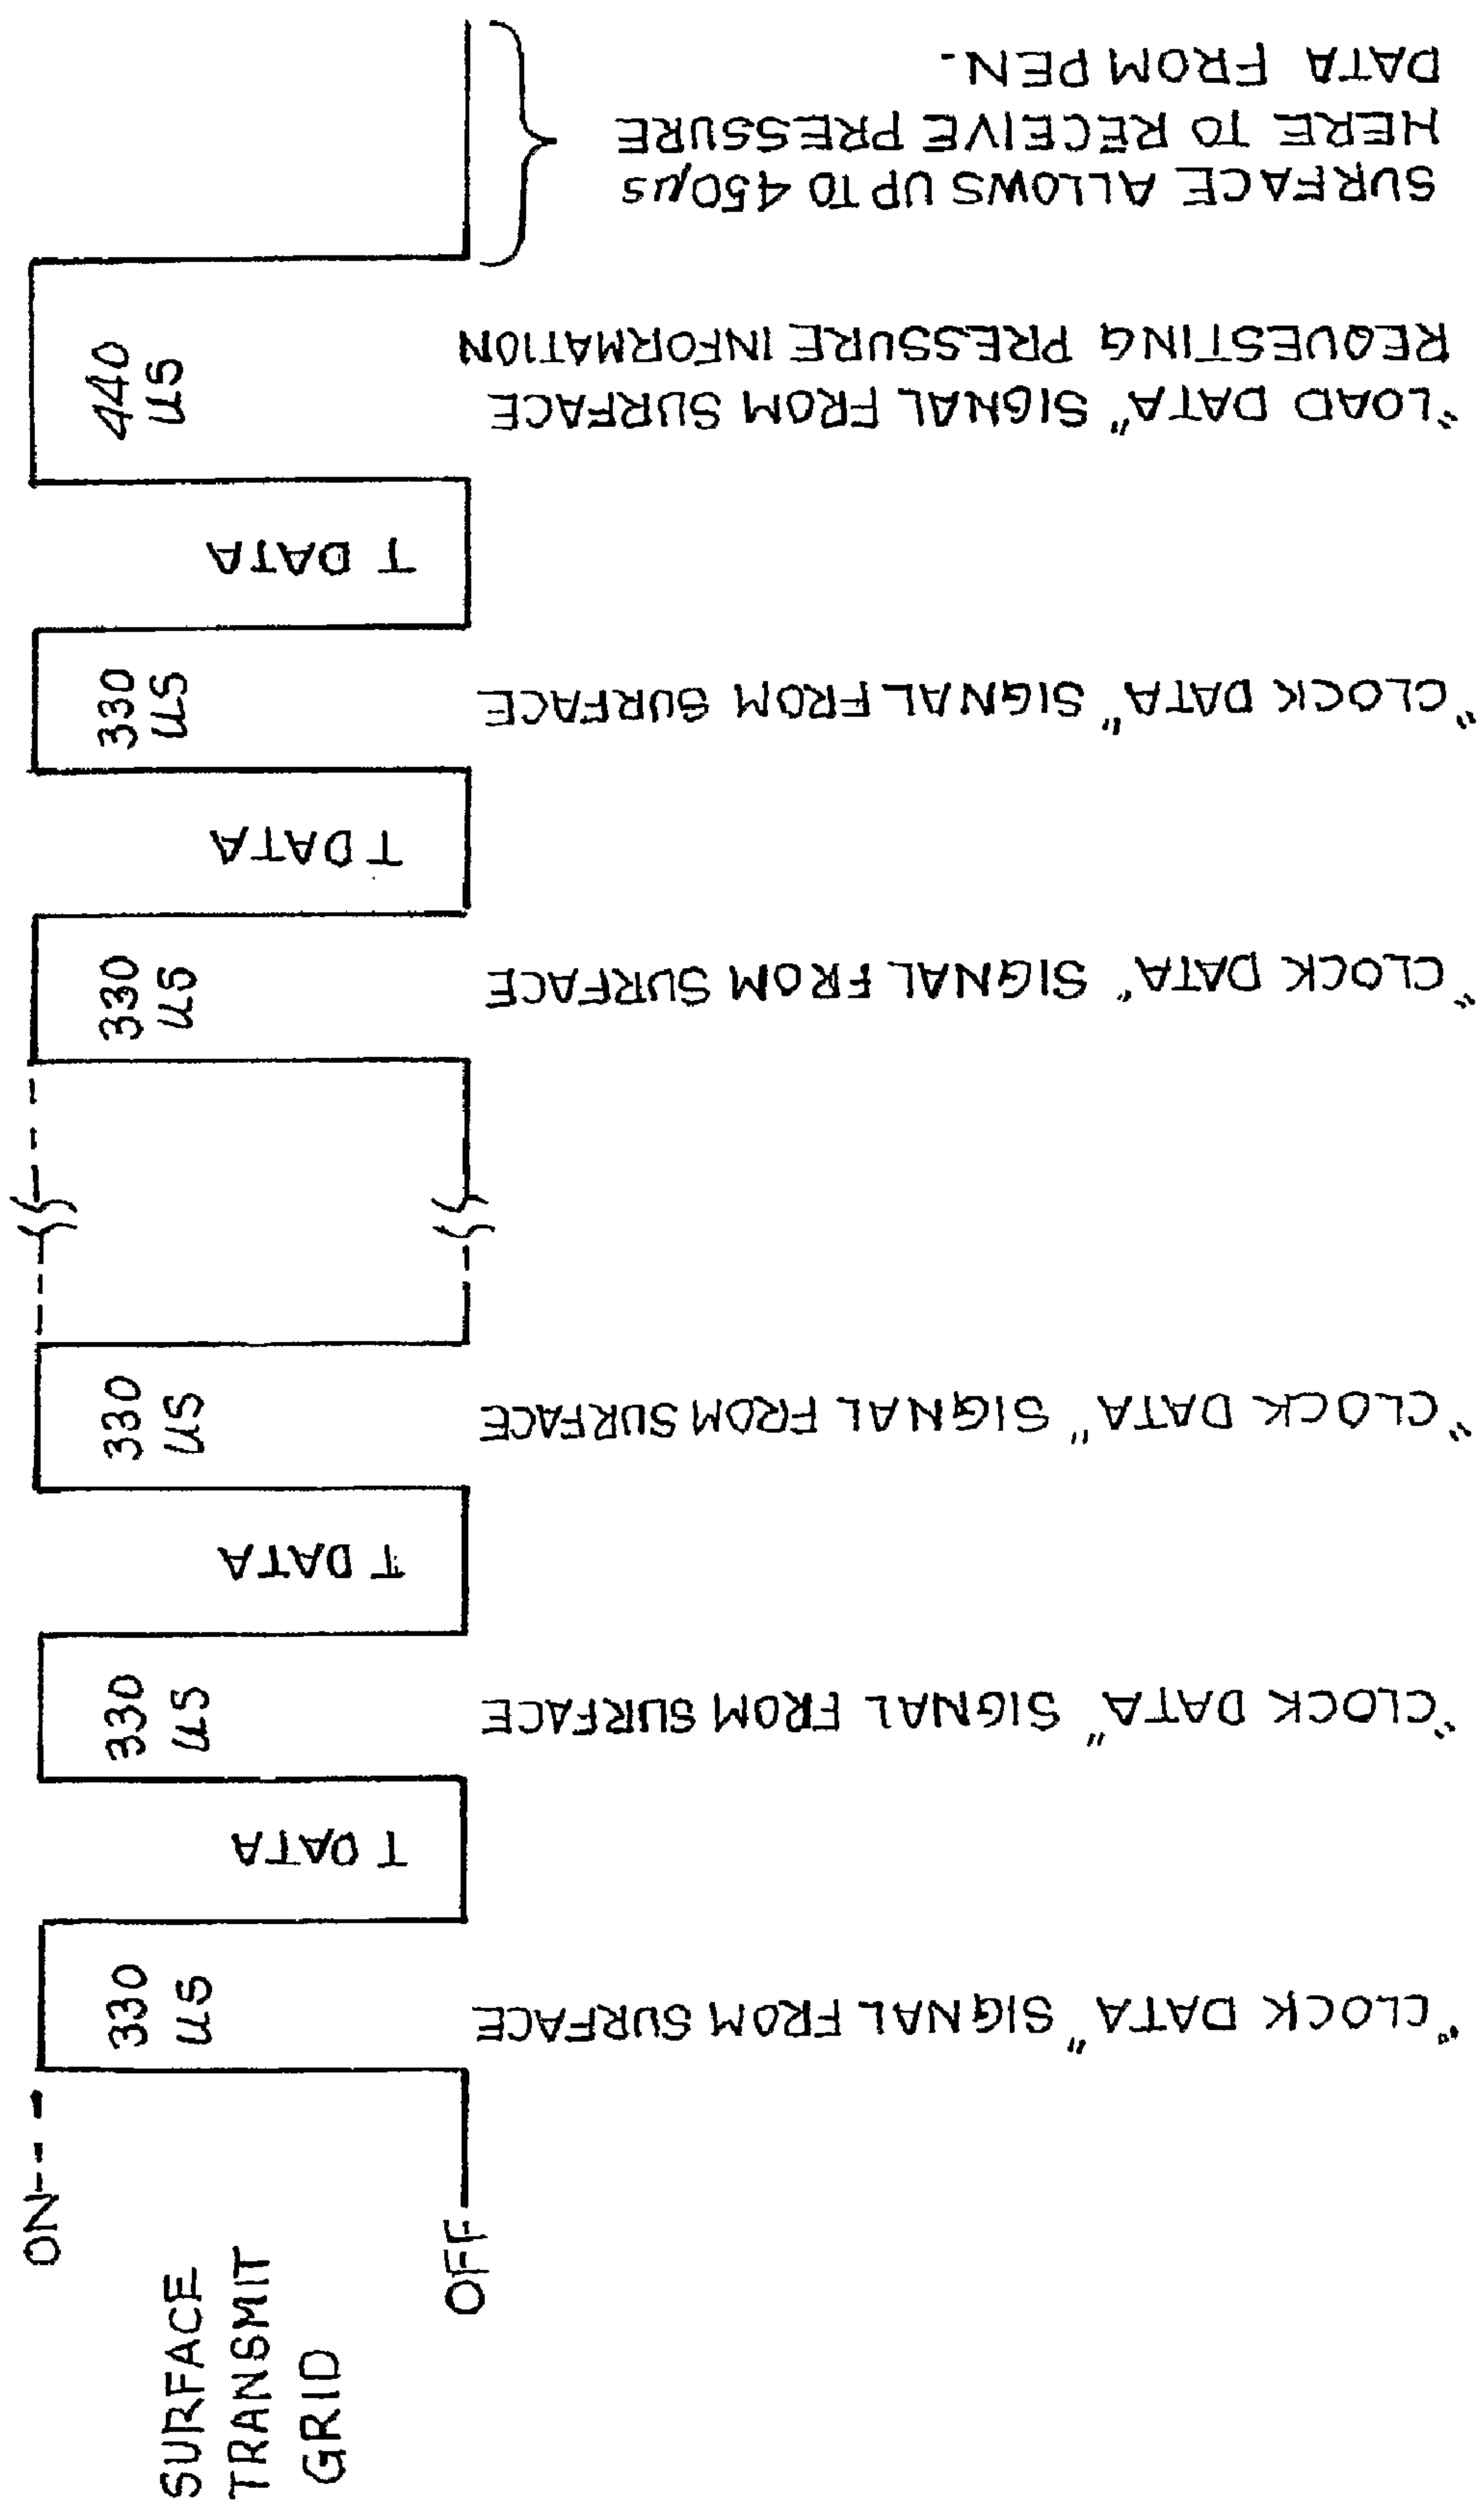 SURFACE
TRANSMIT
GRID
ON
OFF
330
US
"CLOCK DATA" SIGNAL FROM SURFACE
T DATA
330
US
"CLOCK DATA" SIGNAL FROM SURFACE
T DATA
330
US
"CLOCK DATA" SIGNAL FROM SURFACE
330
US
"CLOCK DATA" SIGNAL FROM SURFACE
T DATA
330
US
"CLOCK DATA" SIGNAL FROM SURFACE
T DATA
440
US
"LOAD DATA" SIGNAL FROM SURFACE
REQUESTING PRESSURE INFORMATION
SURFACE ALLOWS UP TO 450µs
HERE TO RECEIVE PRESSURE
DATA FROM PEN.